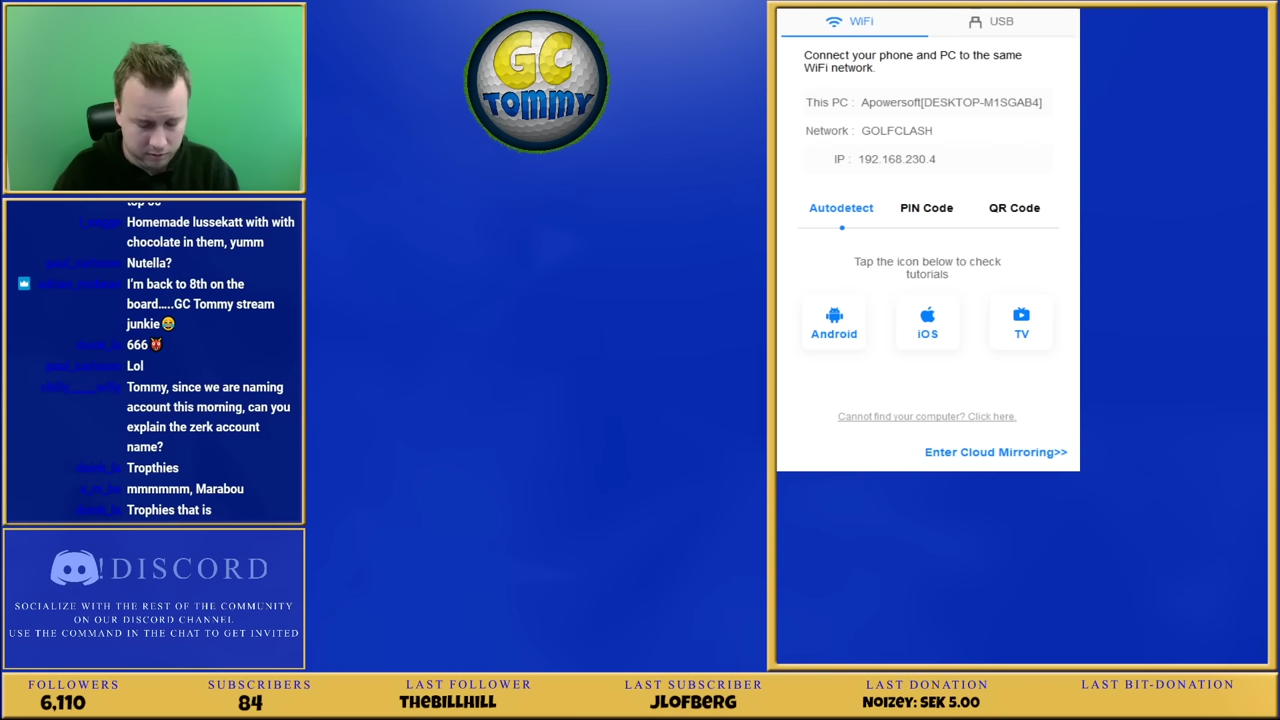 GC
TOMMY
WiFi
USB
Connect your phone and PC to the same
WiFi network.
This PC : Apowersoft[DESKTOP-M1SGAB4]
Network : GOLFCLASH
IP : 192.168.230.4
Autodetect
PIN Code
QR Code
Tap the icon below to check
tutorials
Android
iOS
TV
Cannot find your computer? Click here.
Enter Cloud Mirroring>>
Homemade lussekatt with with
chocolate in them, yumm
Nutella?
I'm back to 8th on the
board.....GC Tommy stream
junkie😂
666👹
Lol
Tommy, since we are naming
account this morning, can you
explain the zerk account
name?
Tropthies
mmmmmm, Marabou
Trophies that is
!DISCORD
SOCIALIZE WITH THE REST OF THE COMMUNITY
ON OUR DISCORD CHANNEL
USE THE COMMAND IN THE CHAT TO GET INVITED
FOLLOWERS
6,110
SUBSCRIBERS
84
LAST FOLLOWER
THEBILLHILL
LAST SUBSCRIBER
JLOFBERG
LAST DONATION
NOIZEY: SEK 5.00
LAST BIT-DONATION